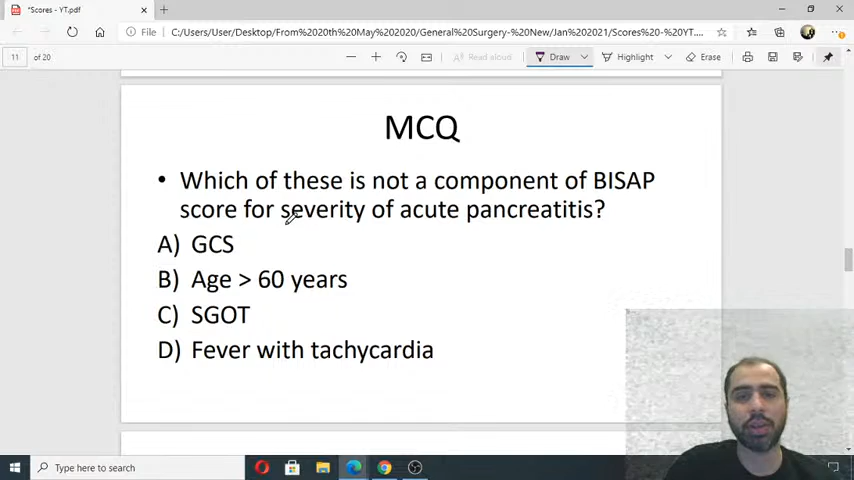 *Scores - YT.pdf
File
C:/Users/User/Desktop/From%2020th%20May%202020/General%20Surgery-%20New/Jan%202021/Scores%20-%20YT....
11 of 20
Read aloud
Draw
Highlight
Erase
MCQ
• Which of these is not a component of BISAP
score for severity of acute pancreatitis?
A) GCS
B) Age > 60 years
C) SGOT
D) Fever with tachycardia
Type here to search